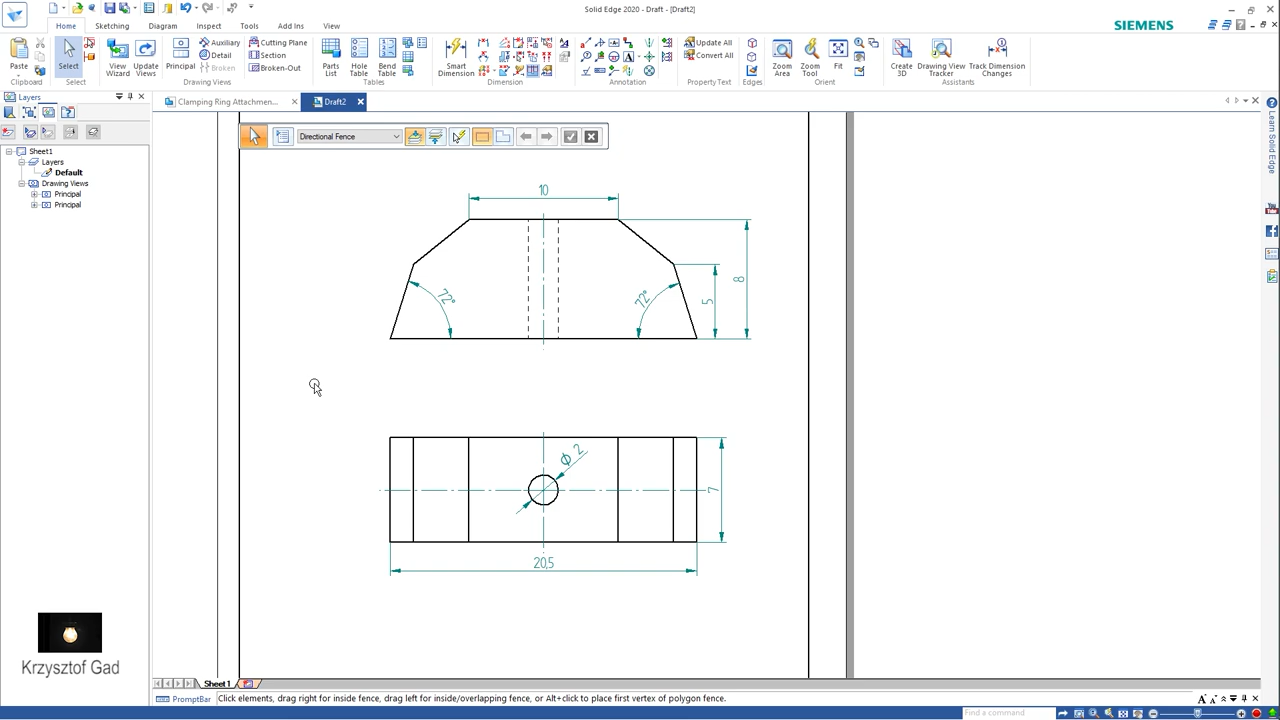 Solid Edge 2020 - Draft - [Draft2]
Home Sketching Diagram Inspect Tools Add Ins View
SIEMENS
Paste
Clipboard
Select
Select
View Wizard
Update Views
Principal
Auxiliary
Detail
Broken
Cutting Plane
Section
Broken-Out
Drawing Views
Parts List
Hole Table
Bend Table
Tables
Smart Dimension
Dimension
Annotation
Update All
Convert All
Property Text
Edges
Zoom Area
Zoom Tool
Fit
Orient
Create 3D
Drawing View Tracker
Track Dimension Changes
Assistants
Layers
Clamping Ring Attachmen...
Draft2
Directional Fence
Sheet1
Layers
Default
Drawing Views
Principal
Principal
Learn Solid Edge
You Tube
10
72°
72°
5
8
Φ 2
7
20,5
Krzysztof Gad
Sheet1
PromptBar
Click elements, drag right for inside fence, drag left for inside/overlapping fence, or Alt+click to place first vertex of polygon fence.
Find a command